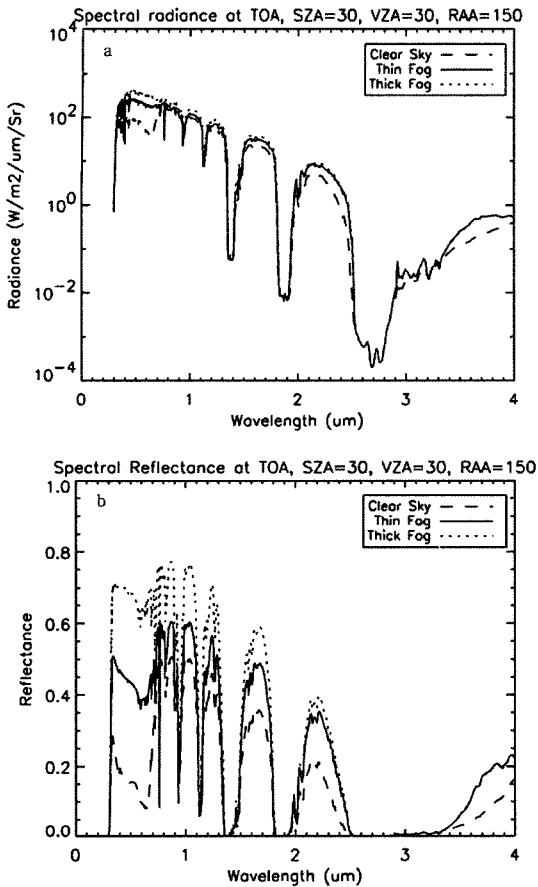 Spectral radiance at TOA, SZA=30, VZA=30, RAA=150
a
Clear Sky
Thin Fog
Thick Fog
10^4
10^2
10^0
10^-2
10^-4
Radiance (W/m2/um/Sr)
0 1 2 3 4
Wavelength (um)
Spectral Reflectance at TOA, SZA=30, VZA=30, RAA=150
b
Clear Sky
Thin Fog
Thick Fog
1.0
0.8
0.6
0.4
0.2
0.0
Reflectance
0 1 2 3 4
Wavelength (um)